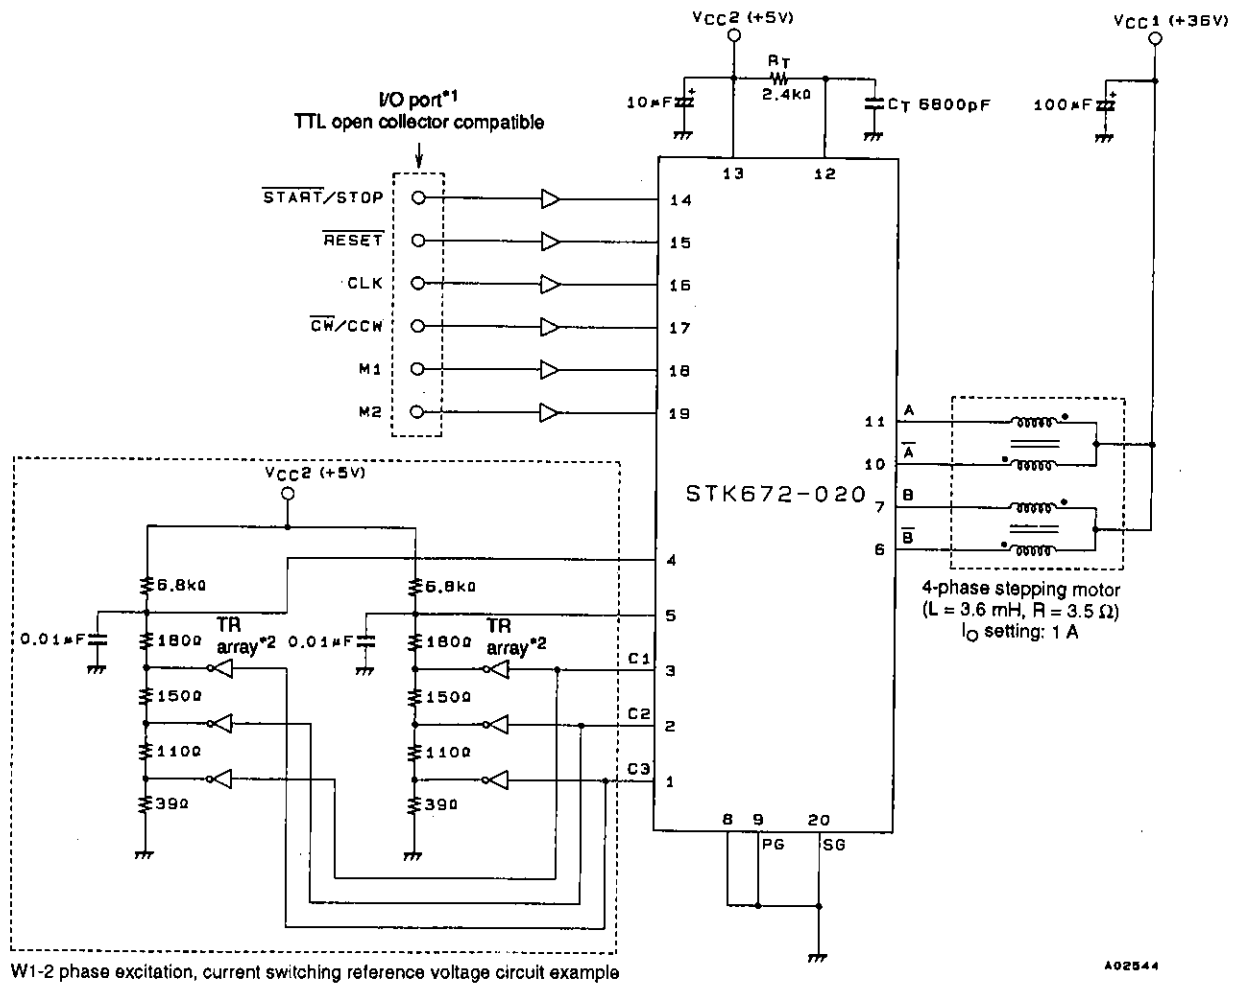 VCC2 (+5V)
VCC1 (+36V)
RT
2.4kΩ
10µF
+
CT 6800pF
100µF
+
I/O port*1
TTL open collector compatible
13
12
START/STOP
14
RESET
15
CLK
16
CW/CCW
17
M1
18
M2
19
11
A
10
A
7
B
6
B
STK672-020
4-phase stepping motor
(L = 3.6 mH, R = 3.5 Ω)
IO setting: 1 A
VCC2 (+5V)
4
6.8kΩ
6.8kΩ
5
0.01µF
180Ω
TR
array*2
0.01µF
180Ω
TR
array*2
C1
3
150Ω
150Ω
C2
2
110Ω
110Ω
C3
1
39Ω
39Ω
8
9
20
PG
SG
W1-2 phase excitation, current switching reference voltage circuit example
A02544